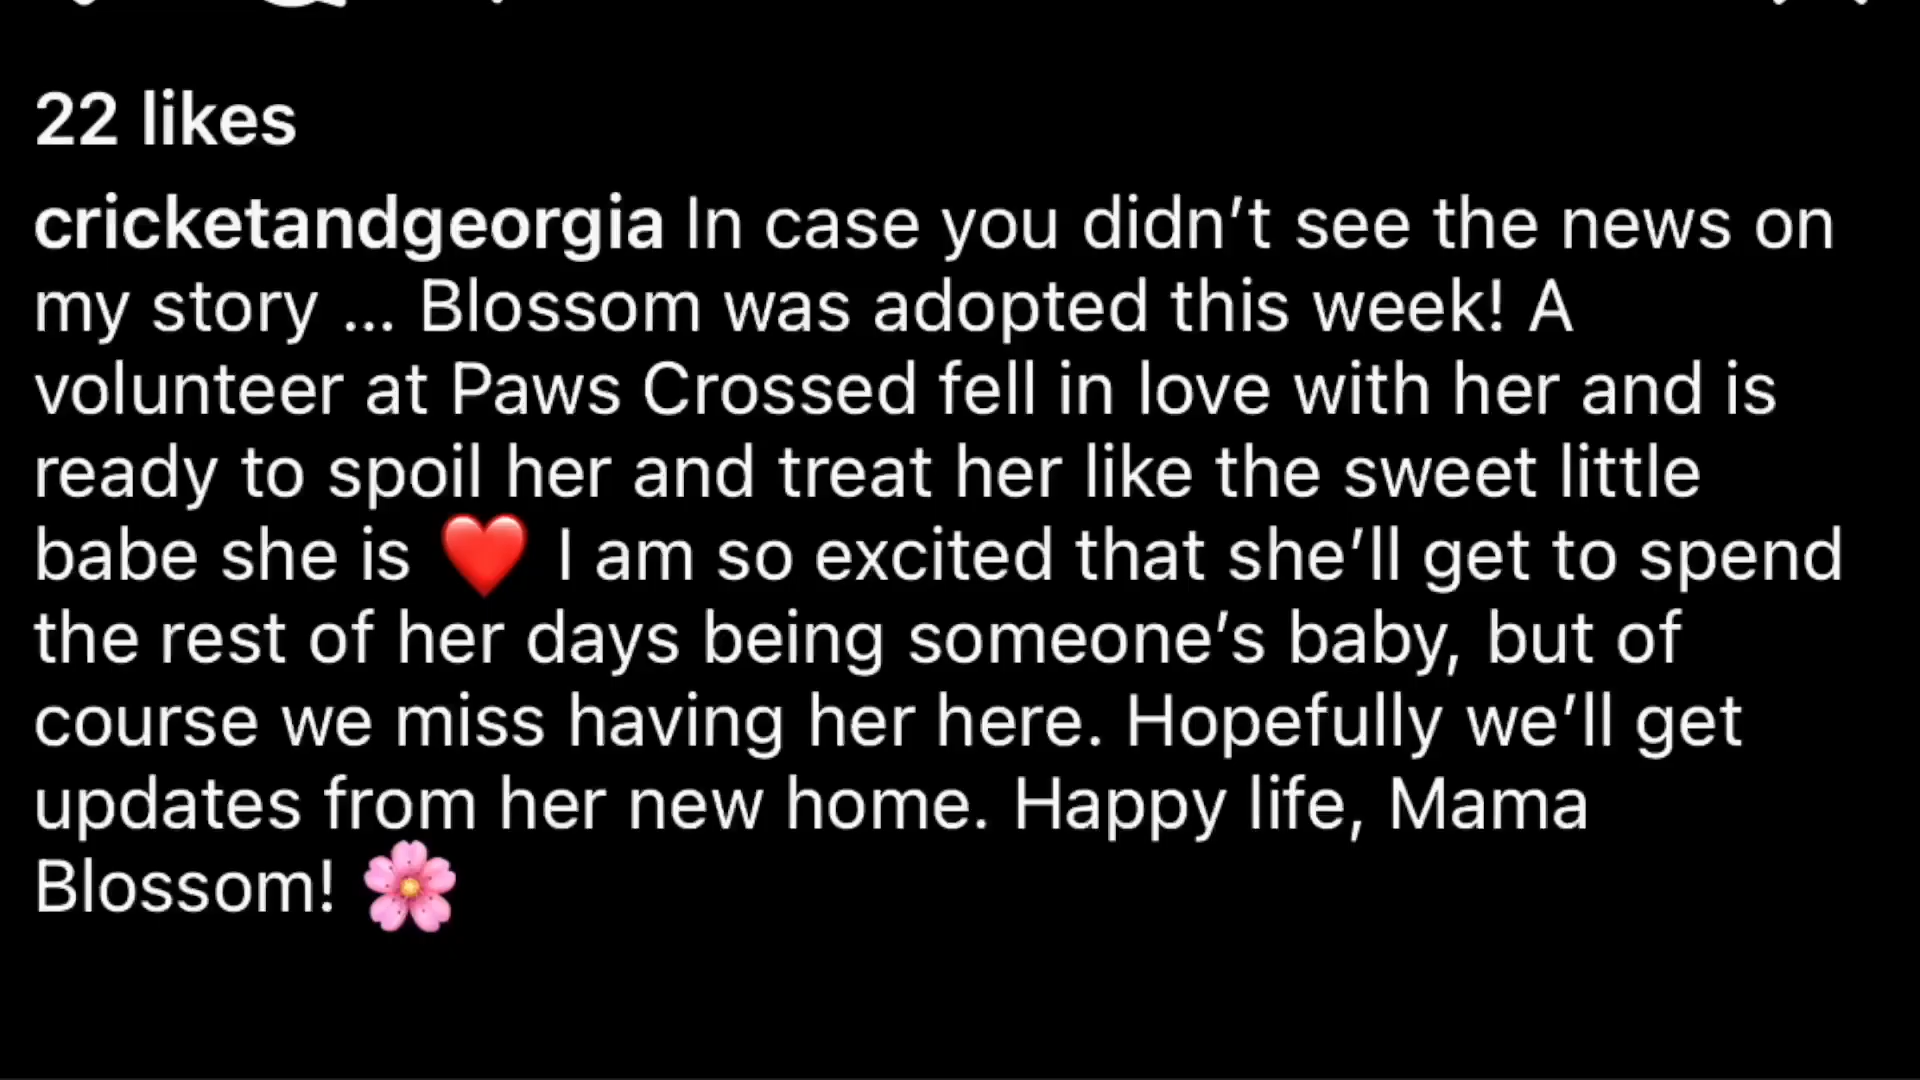 22 likes
cricketandgeorgia In case you didn’t see the news on
my story ... Blossom was adopted this week! A
volunteer at Paws Crossed fell in love with her and is
ready to spoil her and treat her like the sweet little
babe she is ❤️ I am so excited that she’ll get to spend
the rest of her days being someone’s baby, but of
course we miss having her here. Hopefully we’ll get
updates from her new home. Happy life, Mama
Blossom! 🌸